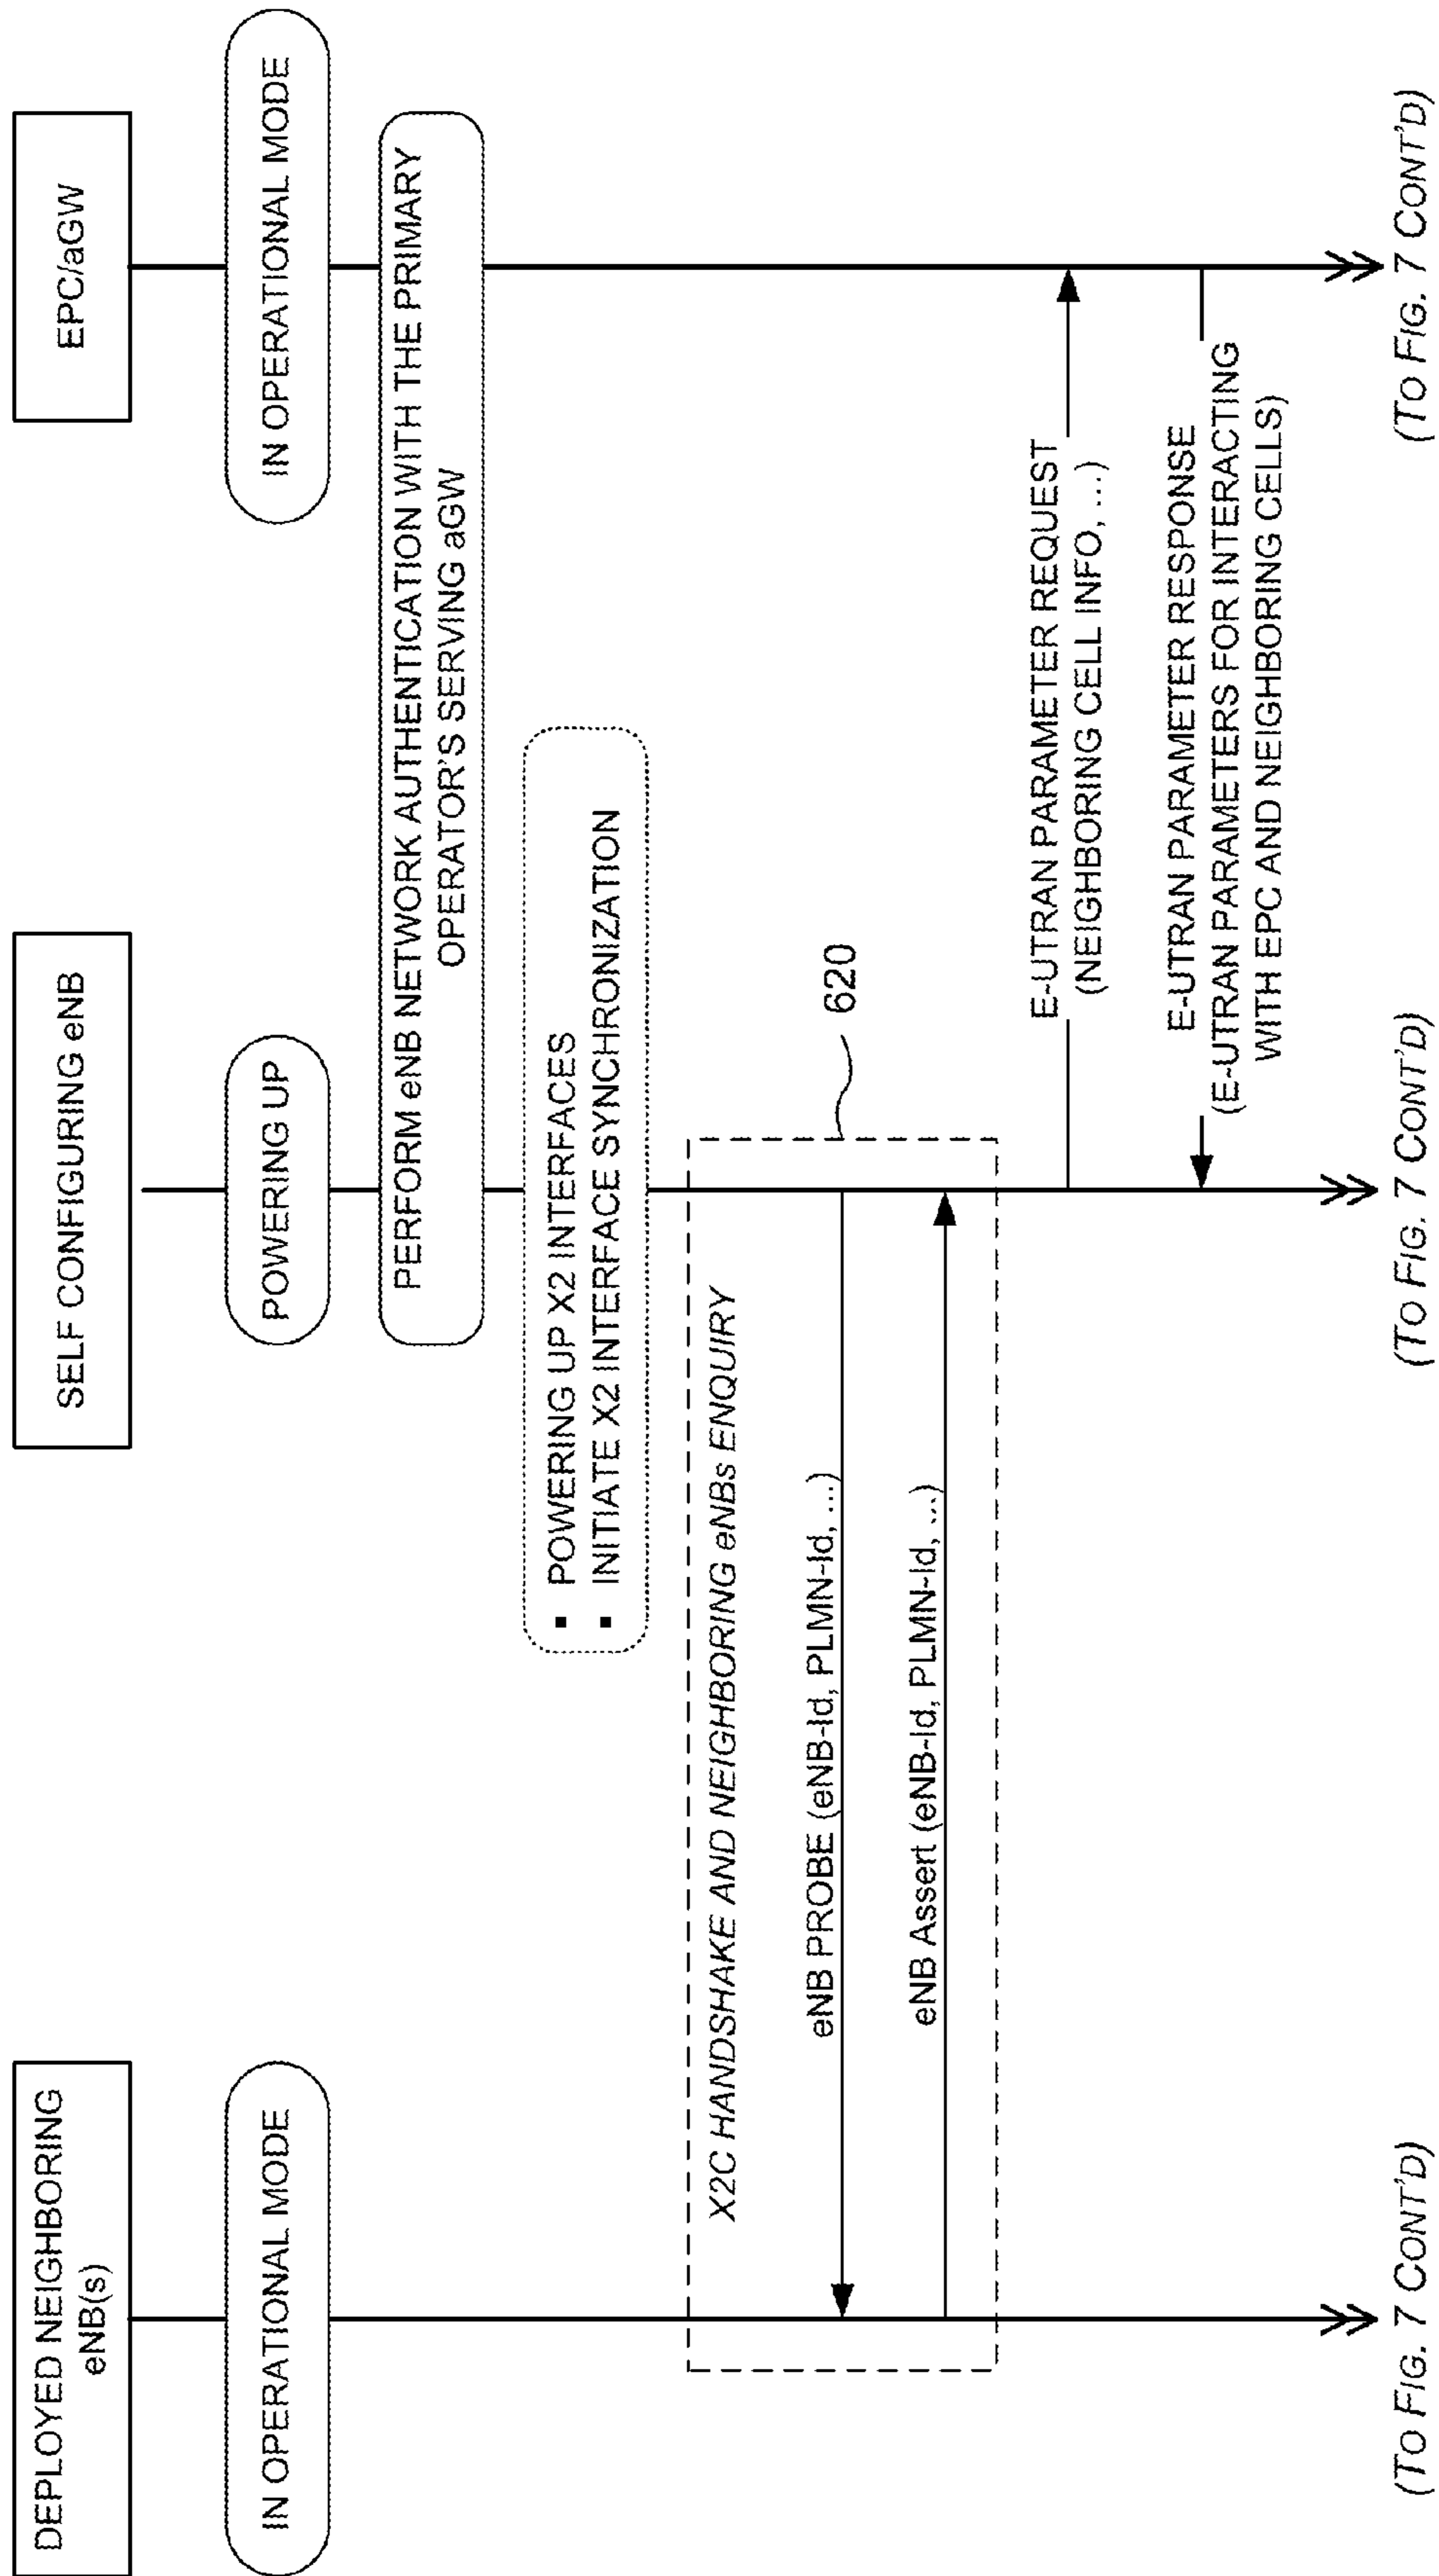 DEPLOYED NEIGHBORING
eNB(s)
SELF CONFIGURING eNB
EPC/aGW
IN OPERATIONAL MODE
POWERING UP
IN OPERATIONAL MODE
PERFORM eNB NETWORK AUTHENTICATION WITH THE PRIMARY
OPERATOR'S SERVING aGW
▪ POWERING UP X2 INTERFACES
▪ INITIATE X2 INTERFACE SYNCHRONIZATION
X2C HANDSHAKE AND NEIGHBORING eNBs ENQUIRY
620
eNB PROBE (eNB-Id, PLMN-Id, ...)
eNB Assert (eNB-Id, PLMN-Id, ...)
E-UTRAN PARAMETER REQUEST
(NEIGHBORING CELL INFO, ...)
E-UTRAN PARAMETER RESPONSE
(E-UTRAN PARAMETERS FOR INTERACTING
WITH EPC AND NEIGHBORING CELLS)
(TO FIG. 7 CONT'D)
(TO FIG. 7 CONT'D)
(TO FIG. 7 CONT'D)